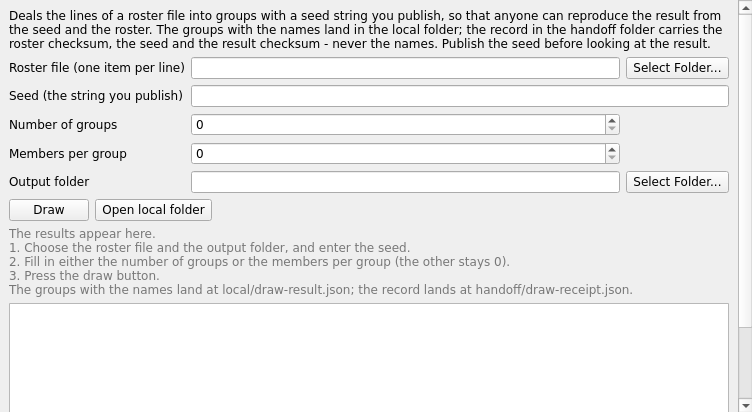 Deals the lines of a roster file into groups with a seed string you publish, so that anyone can reproduce the result from
the seed and the roster. The groups with the names land in the local folder; the record in the handoff folder carries the
roster checksum, the seed and the result checksum - never the names. Publish the seed before looking at the result.
Roster file (one item per line) Select Folder...
Seed (the string you publish)
Number of groups 0
Members per group 0
Output folder Select Folder...
Draw Open local folder
The results appear here.
1. Choose the roster file and the output folder, and enter the seed.
2. Fill in either the number of groups or the members per group (the other stays 0).
3. Press the draw button.
The groups with the names land at local/draw-result.json; the record lands at handoff/draw-receipt.json.